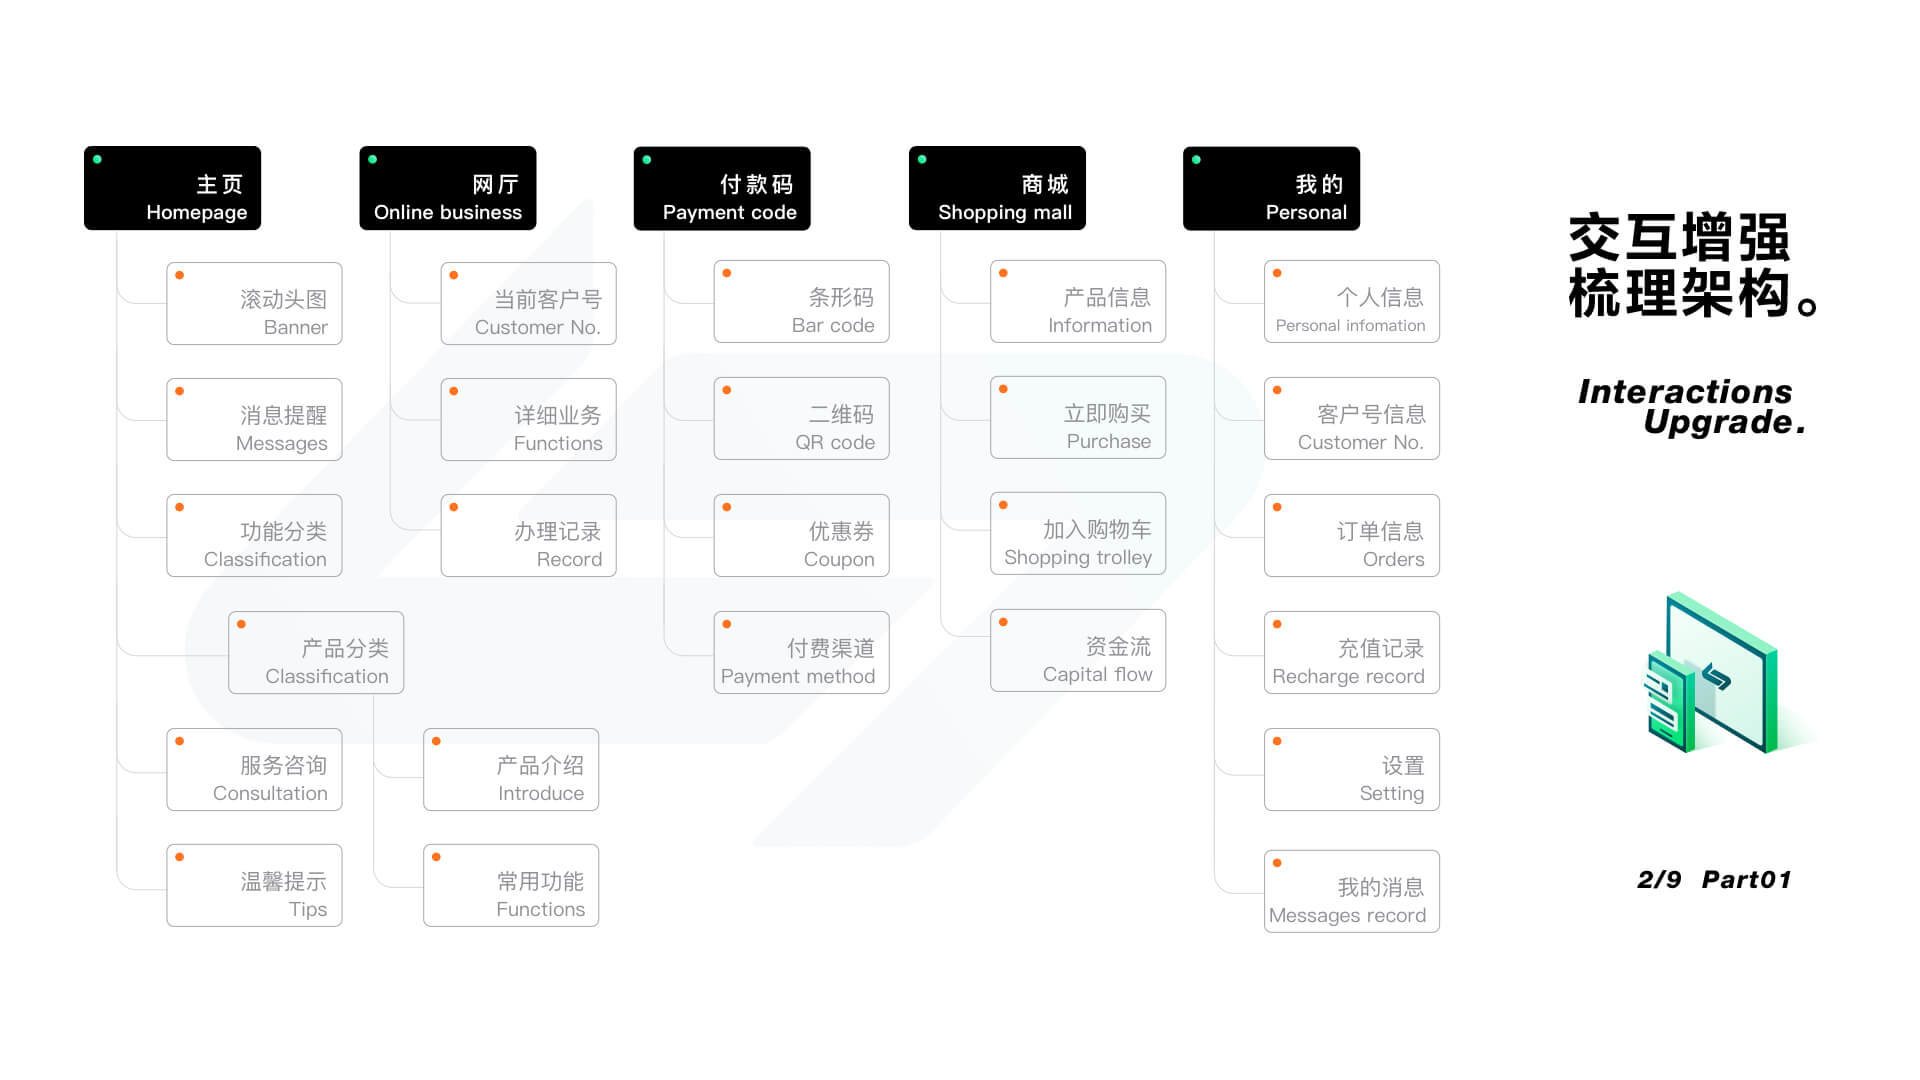 主页
Homepage
滚动头图
Banner
消息提醒
Messages
功能分类
Classification
产品分类
Classification
服务咨询
Consultation
温馨提示
Tips
产品介绍
Introduce
常用功能
Functions
网厅
Online business
当前客户号
Customer No.
详细业务
Functions
办理记录
Record
付款码
Payment code
条形码
Bar code
二维码
QR code
优惠券
Coupon
付费渠道
Payment method
商城
Shopping mall
产品信息
Information
立即购买
Purchase
加入购物车
Shopping trolley
资金流
Capital flow
我的
Personal
个人信息
Personal infomation
客户号信息
Customer No.
订单信息
Orders
充值记录
Recharge record
设置
Setting
我的消息
Messages record
交互增强
梳理架构。
Interactions
Upgrade.
2/9 Part01